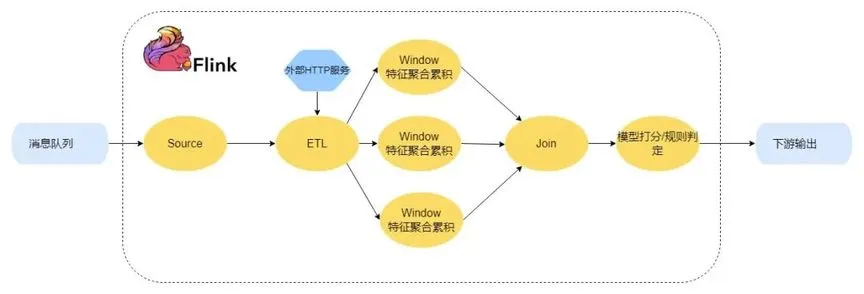 Flink
外部HTTP服务
消息队列
Source
ETL
Window
特征聚合累积
Window
特征聚合累积
Window
特征聚合累积
Join
模型打分/规则判
定
下游输出